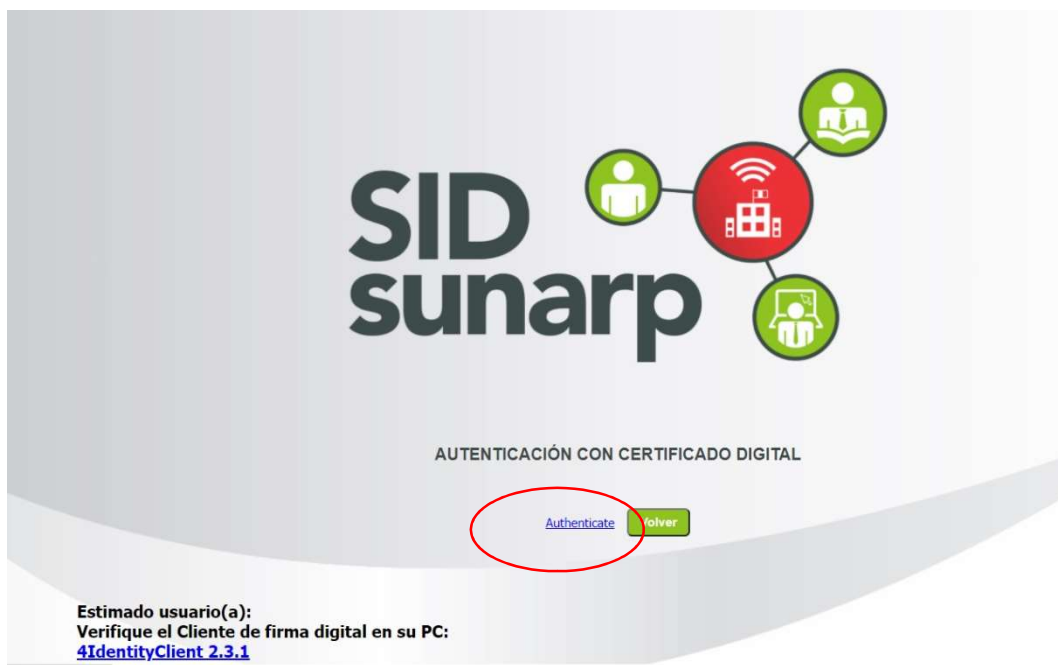 SID
sunarp
AUTENTICACIÓN CON CERTIFICADO DIGITAL
Authenticate Volver
Estimado usuario(a):
Verifique el Cliente de firma digital en su PC:
4IdentityClient 2.3.1